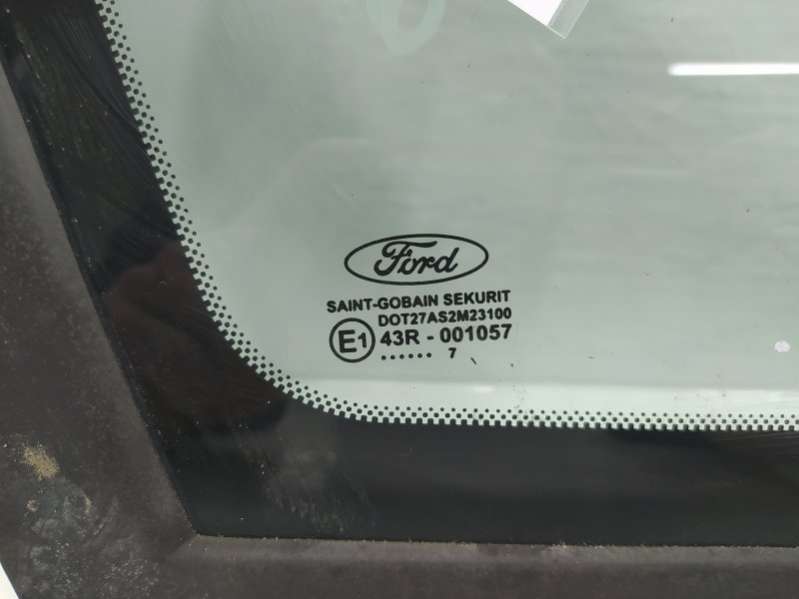 Ford
SAINT-GOBAIN SEKURIT
DOT27AS2M23100
E1 43R - 001057
...... 7